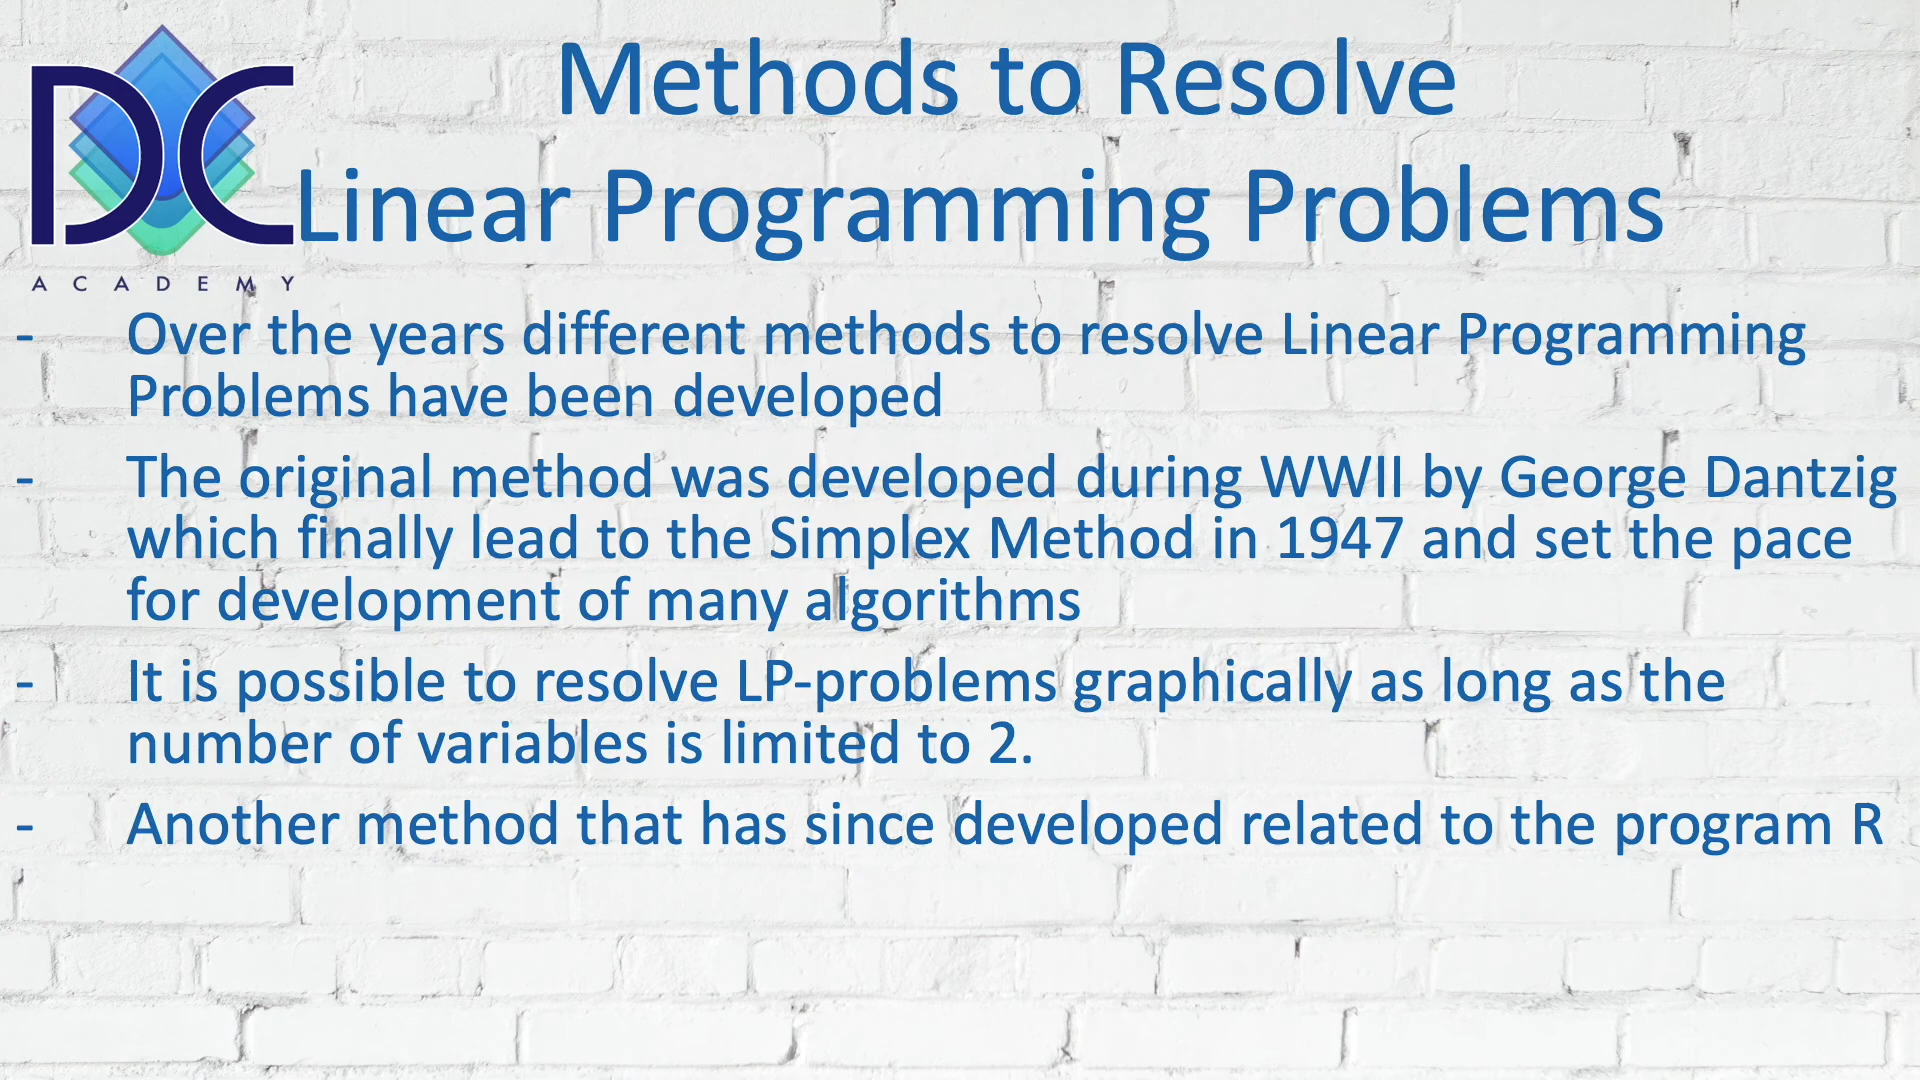 DC
ACADEMY
Methods to Resolve
Linear Programming Problems
- Over the years different methods to resolve Linear Programming
Problems have been developed
- The original method was developed during WWII by George Dantzig
which finally lead to the Simplex Method in 1947 and set the pace
for development of many algorithms
- It is possible to resolve LP-problems graphically as long as the
number of variables is limited to 2.
- Another method that has since developed related to the program R